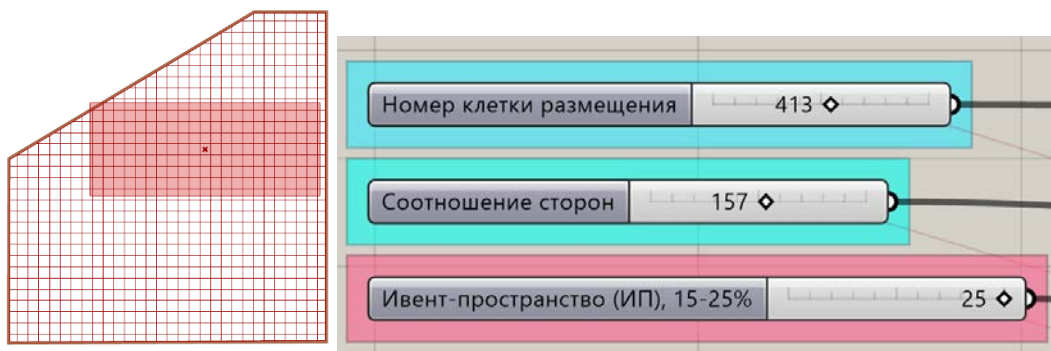 Номер клетки размещения 413
Соотношение сторон 157
Ивент-пространство (ИП), 15-25% 25